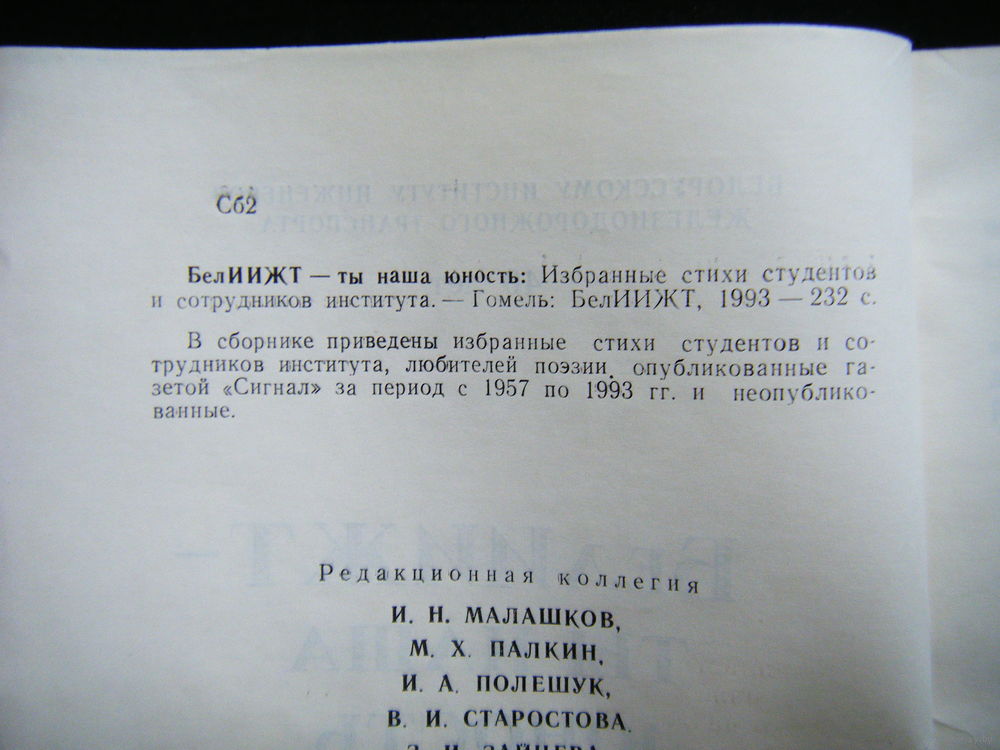 Сб2
БелИИЖТ — ты наша юность: Избранные стихи студентов
и сотрудников института. — Гомель: БелИИЖТ, 1993 — 232 с.
В сборнике приведены избранные стихи студентов и со-
трудников института, любителей поэзии, опубликованные га-
зетой «Сигнал» за период с 1957 по 1993 гг. и неопублико-
ванные.
Редакционная коллегия
И. Н. МАЛАШКОВ,
М. Х. ПАЛКИН,
И. А. ПОЛЕШУК,
В. И. СТАРОСТОВА.